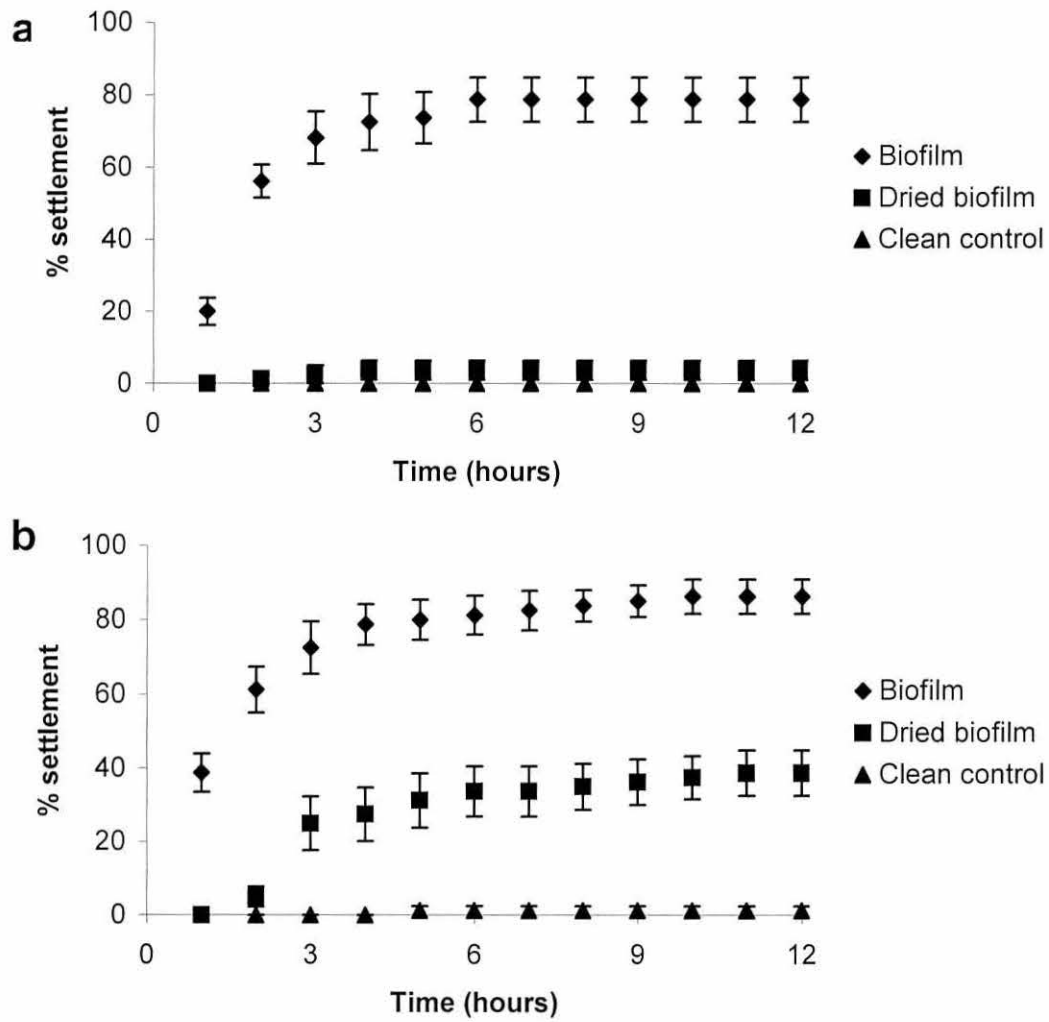 a
100
80
60
40
20
0
% settlement
0 3 6 9 12
Time (hours)
Biofilm
Dried biofilm
Clean control
b
100
80
60
40
20
0
% settlement
0 3 6 9 12
Time (hours)
Biofilm
Dried biofilm
Clean control